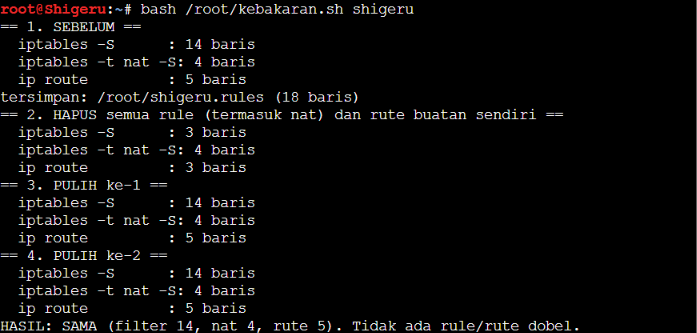 root@Shigeru:~# bash /root/kebakaran.sh shigeru
== 1. SEBELUM ==
  iptables -S       : 14 baris
  iptables -t nat -S: 4 baris
  ip route          : 5 baris
tersimpan: /root/shigeru.rules (18 baris)
== 2. HAPUS semua rule (termasuk nat) dan rute buatan sendiri ==
  iptables -S       : 3 baris
  iptables -t nat -S: 4 baris
  ip route          : 3 baris
== 3. PULIH ke-1 ==
  iptables -S       : 14 baris
  iptables -t nat -S: 4 baris
  ip route          : 5 baris
== 4. PULIH ke-2 ==
  iptables -S       : 14 baris
  iptables -t nat -S: 4 baris
  ip route          : 5 baris
HASIL: SAMA (filter 14, nat 4, rute 5). Tidak ada rule/rute dobel.